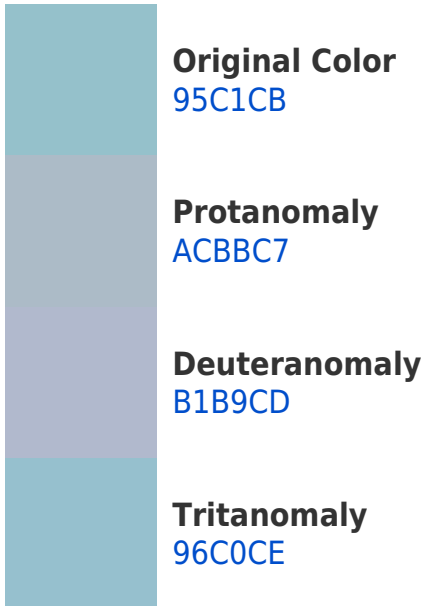 Original Color
95C1CB
Protanomaly
ACBBC7
Deuteranomaly
B1B9CD
Tritanomaly
96C0CE